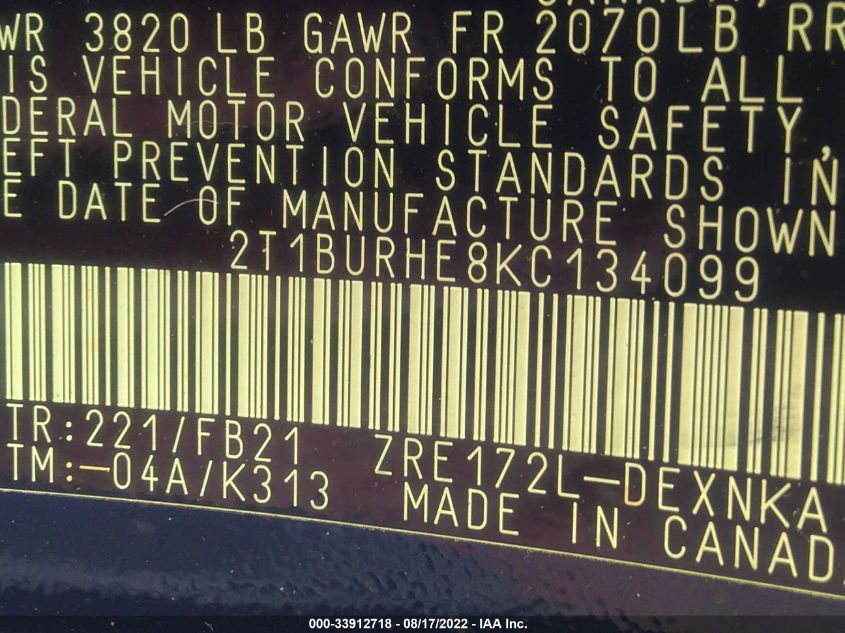 CANADA,
WR 3820 LB GAWR FR 2070LB RR
IS VEHICLE CONFORMS TO ALL
DERAL MOTOR VEHICLE SAFETY,
EFT PREVENTION STANDARDS IN
E DATE OF MANUFACTURE SHOWN
2T1BURHE8KC134099
TR:221/FB21 ZRE172L-DEXNKA
TM:-04A/K313 MADE IN CANADA
000-33912718 - 08/17/2022 - IAA Inc.